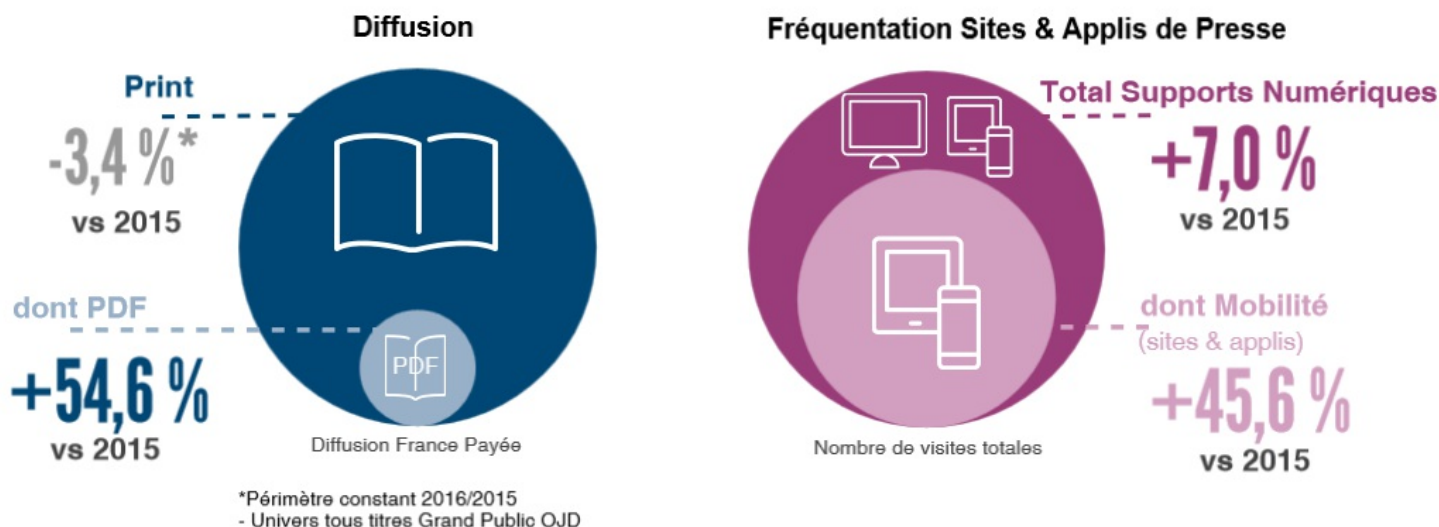 Diffusion
Print
-3,4 %*
vs 2015
dont PDF
+54,6 %
vs 2015
PDF
Diffusion France Payée
*Périmètre constant 2016/2015
- Univers tous titres Grand Public OJD
Fréquentation Sites & Applis de Presse
Total Supports Numériques
+7,0 %
vs 2015
dont Mobilité
(sites & applis)
+45,6 %
vs 2015
Nombre de visites totales